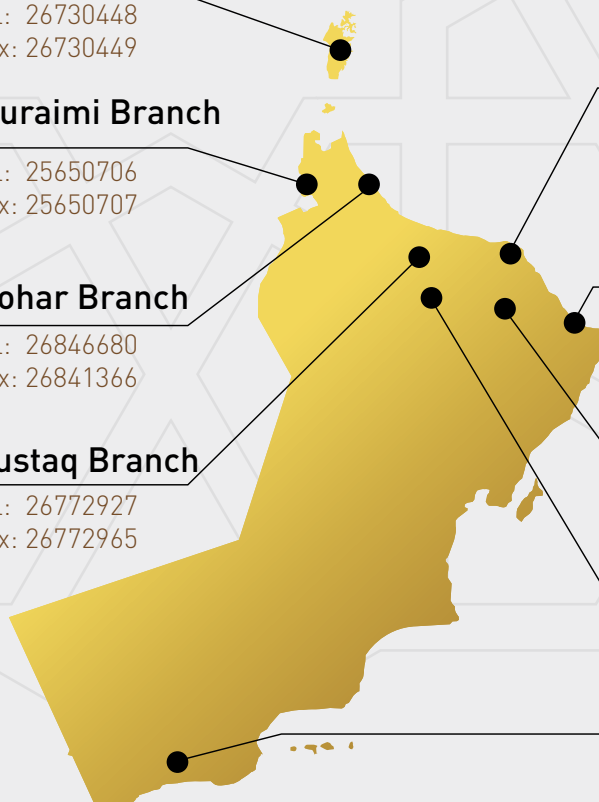 : 26730448
x: 26730449
uraimi Branch
: 25650706
x: 25650707
ohar Branch
: 26846680
x: 26841366
ustaq Branch
: 26772927
x: 26772965